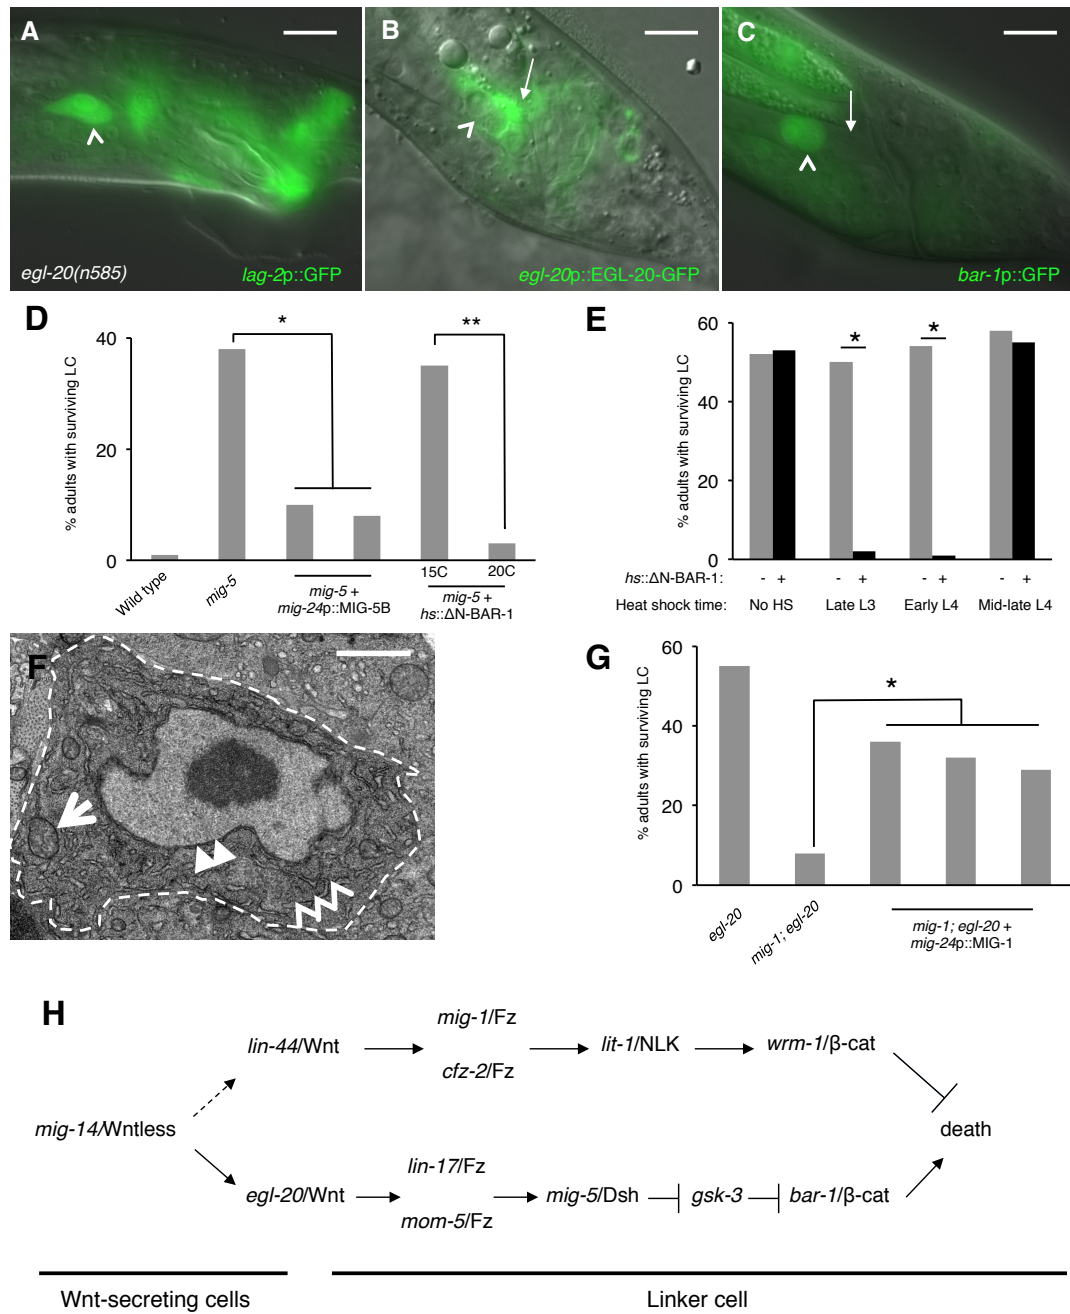 A
B
C
egl-20(n585)
lag-2p::GFP
egl-20p::EGL-20-GFP
bar-1p::GFP
D
% adults with surviving LC
40
20
0
*
**
Wild type
mig-5
mig-5 +
mig-24p::MIG-5B
15C
20C
mig-5 +
hs::ΔN-BAR-1
E
% adults with surviving LC
60
40
20
0
*
*
hs::ΔN-BAR-1: - + - + - + - +
Heat shock time: No HS Late L3 Early L4 Mid-late L4
F
G
% adults with surviving LC
60
40
20
0
*
egl-20
mig-1; egl-20
mig-1; egl-20 +
mig-24p::MIG-1
H
mig-1/Fz
lin-44/Wnt
cfz-2/Fz
lit-1/NLK
wrm-1/β-cat
mig-14/Wntless
death
lin-17/Fz
egl-20/Wnt
mom-5/Fz
mig-5/Dsh
gsk-3
bar-1/β-cat
Wnt-secreting cells
Linker cell